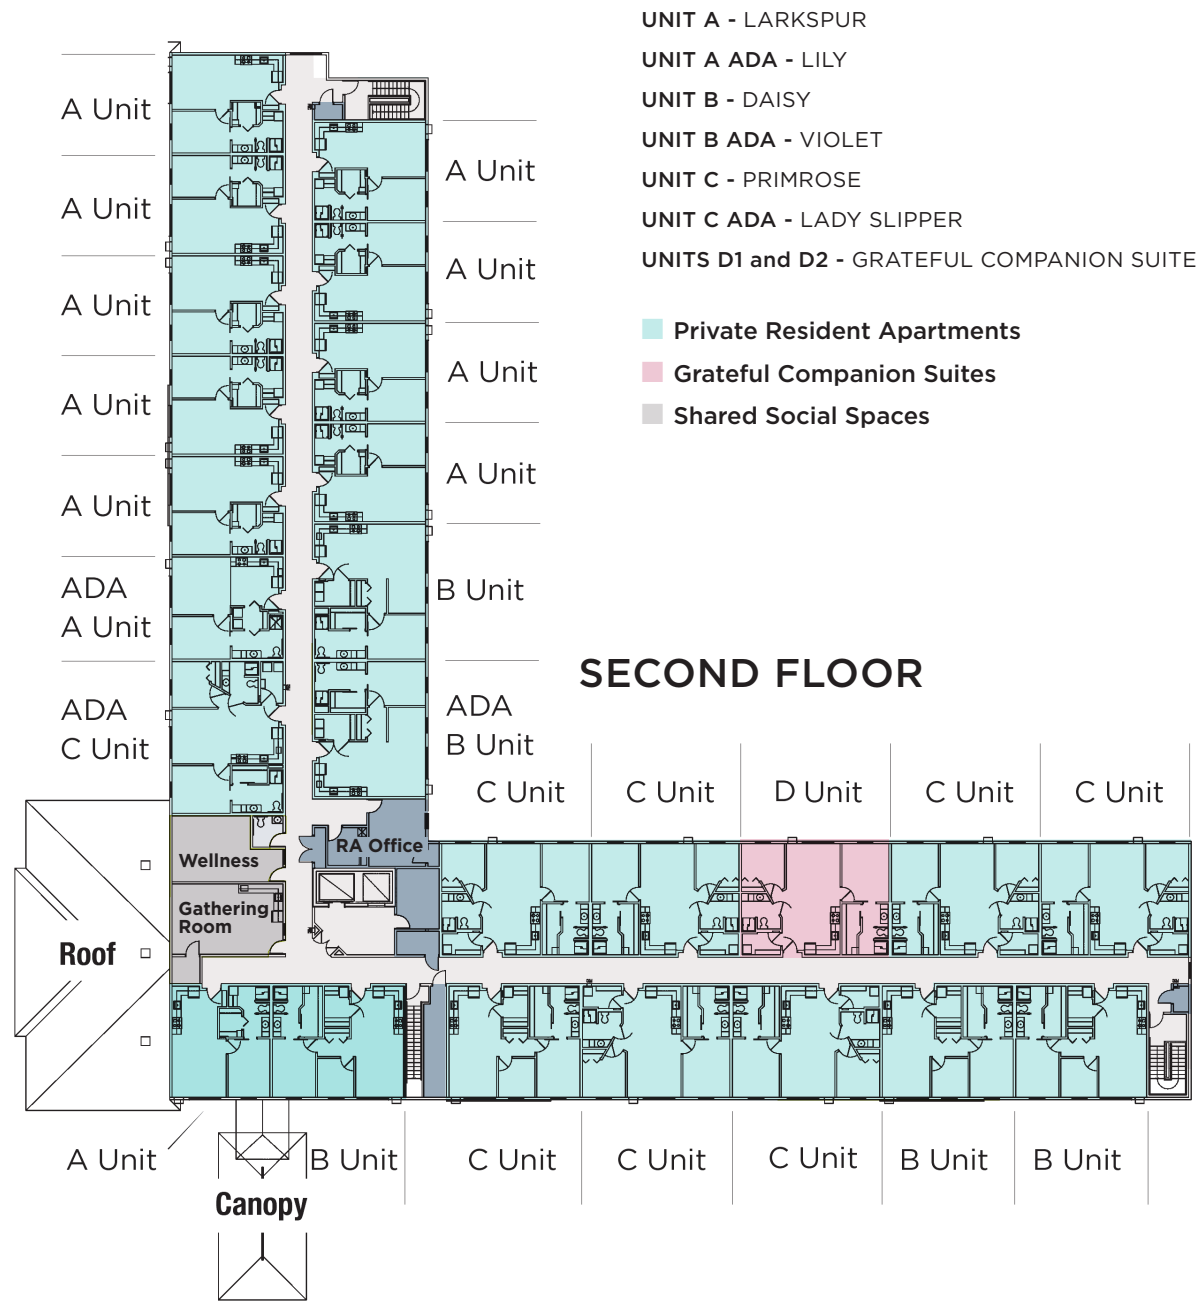 UNIT A - LARKSPUR
UNIT A ADA - LILY
UNIT B - DAISY
UNIT B ADA - VIOLET
UNIT C - PRIMROSE
UNIT C ADA - LADY SLIPPER
UNITS D1 and D2 - GRATEFUL COMPANION SUITE
Private Resident Apartments
Grateful Companion Suites
Shared Social Spaces
A Unit
A Unit
A Unit
A Unit
A Unit
ADA
A Unit
ADA
C Unit
A Unit
A Unit
A Unit
A Unit
B Unit
ADA
B Unit
SECOND FLOOR
C Unit
C Unit
D Unit
C Unit
C Unit
RA Office
Wellness
Gathering
Room
Roof
A Unit
B Unit
C Unit
C Unit
C Unit
B Unit
B Unit
Canopy